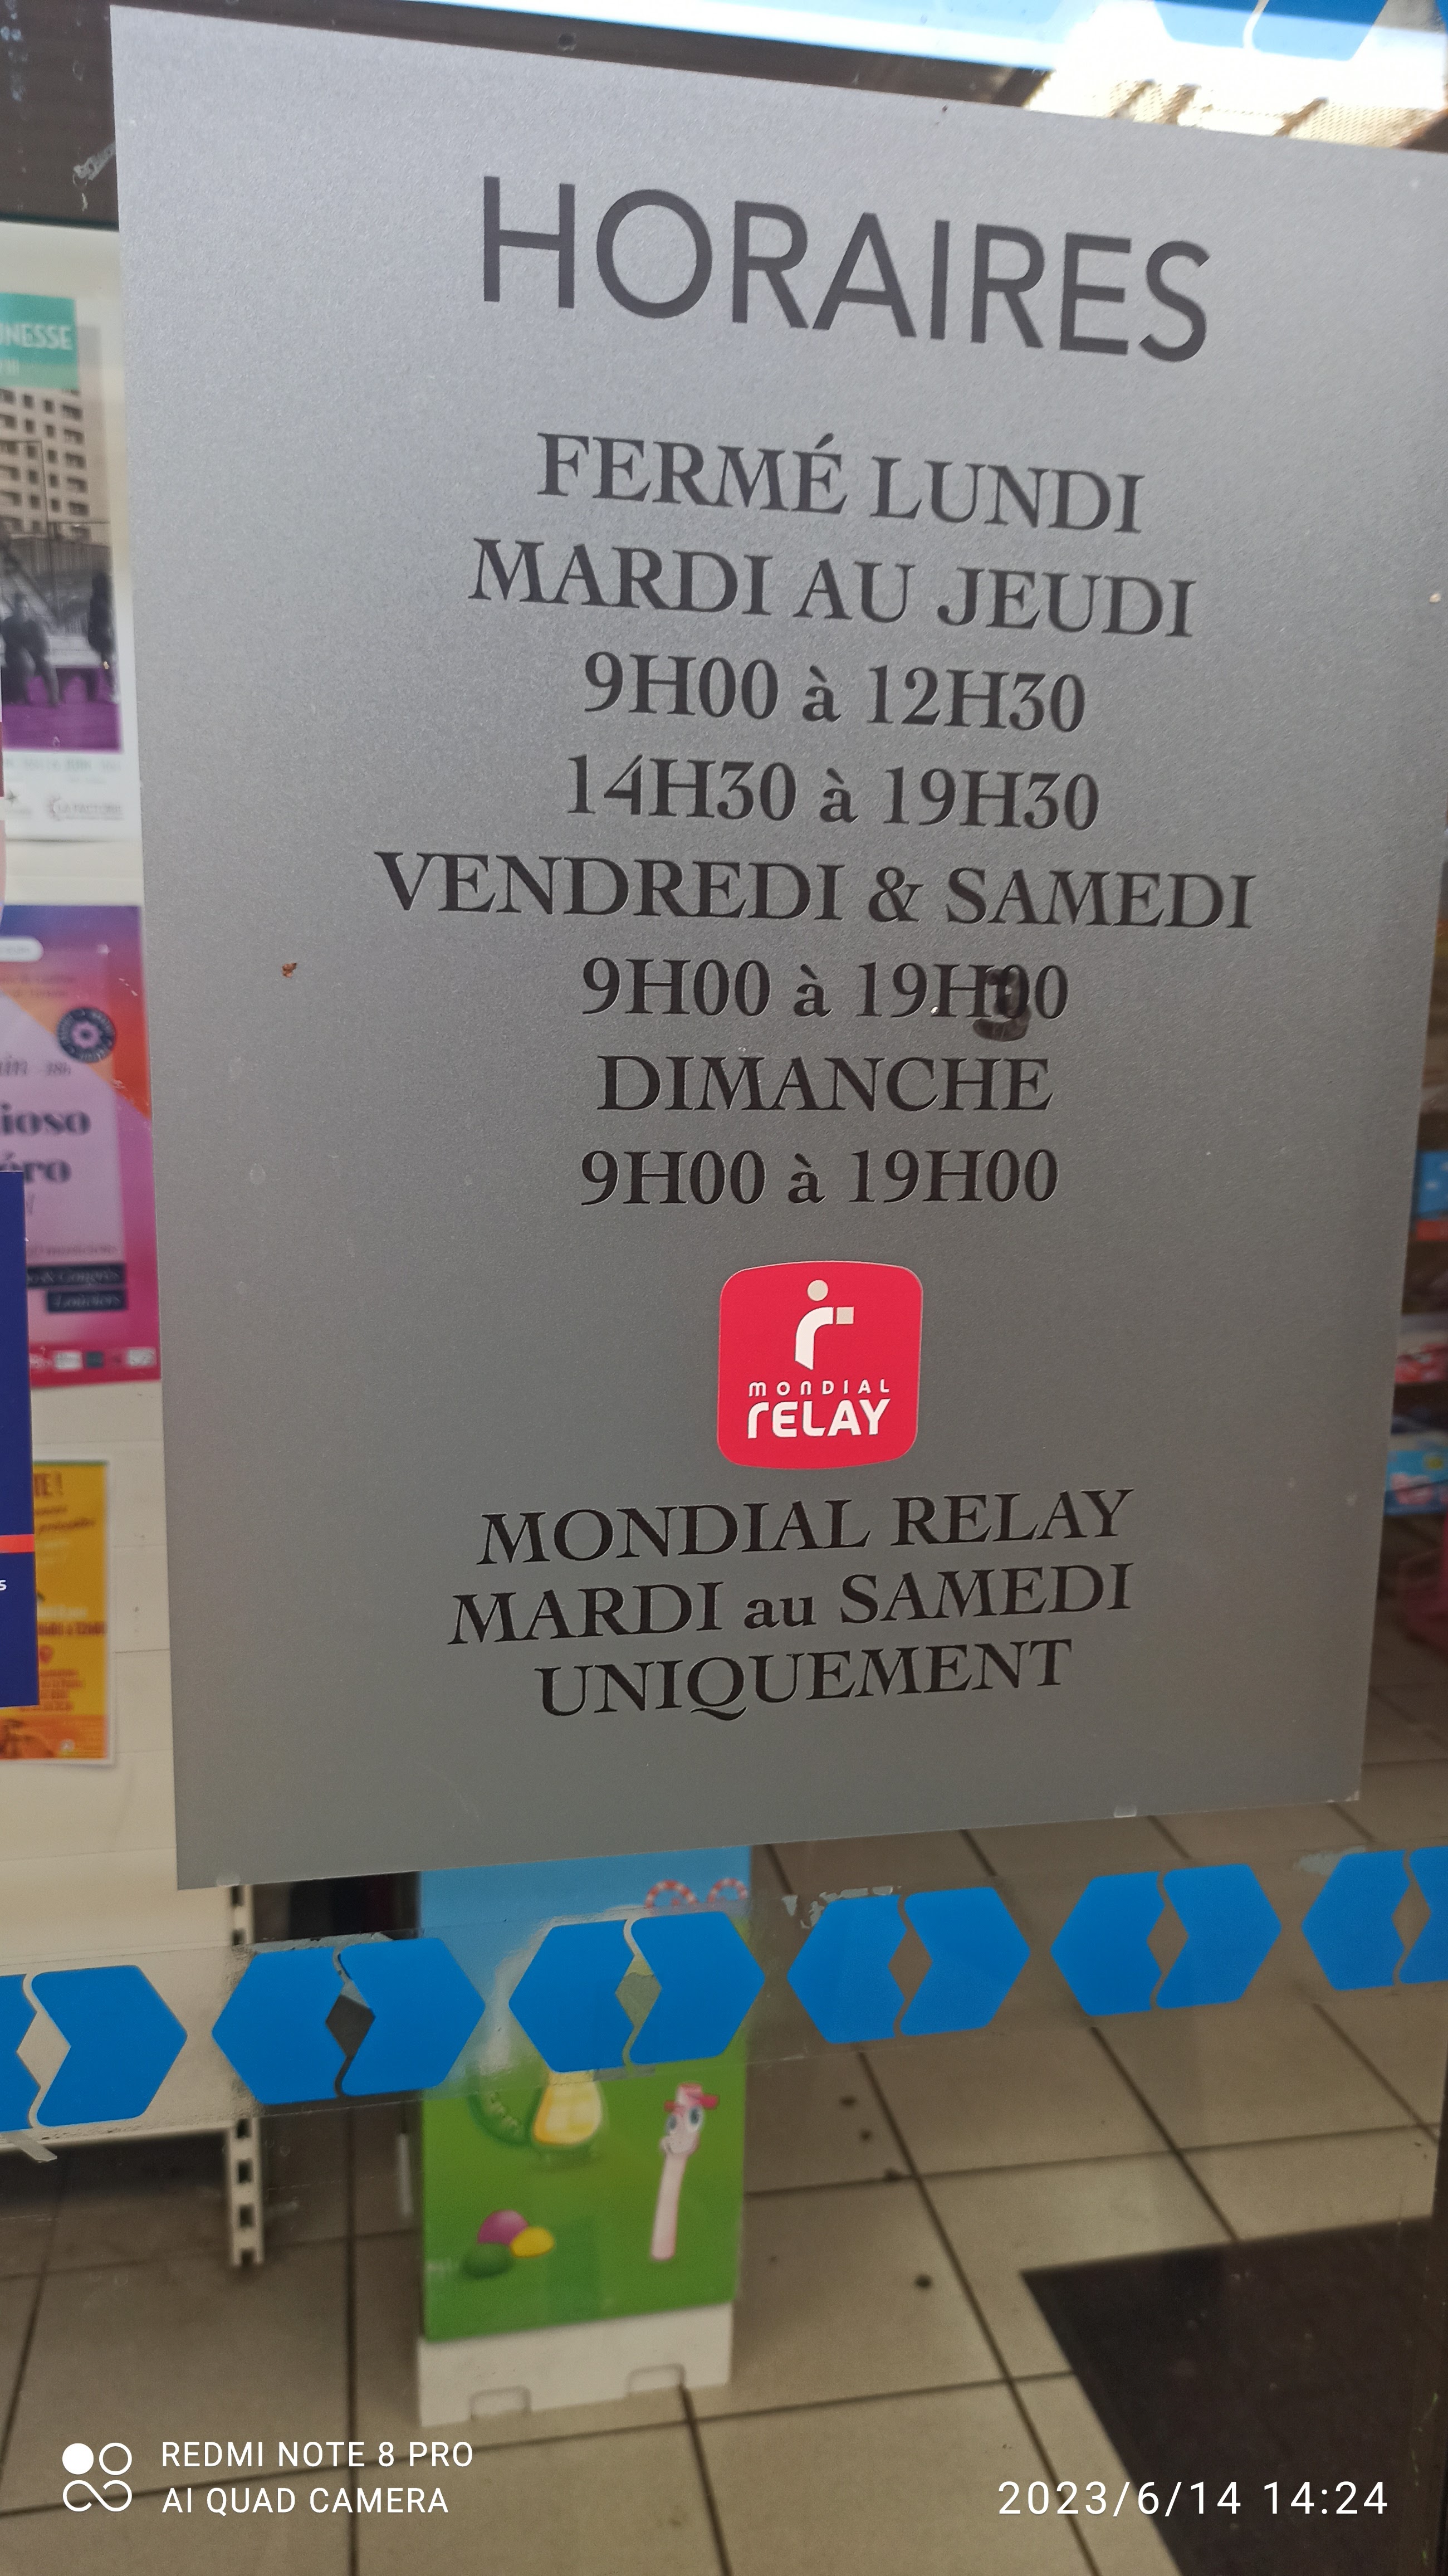 HORAIRES
FERMÉ LUNDI
MARDI AU JEUDI
9H00 à 12H30
14H30 à 19H30
VENDREDI & SAMEDI
9H00 à 19H30
DIMANCHE
9H00 à 19H00
MONDIAL
RELAY
MONDIAL RELAY
MARDI au SAMEDI
UNIQUEMENT
REDMI NOTE 8 PRO
AI QUAD CAMERA
2023/6/14 14:24